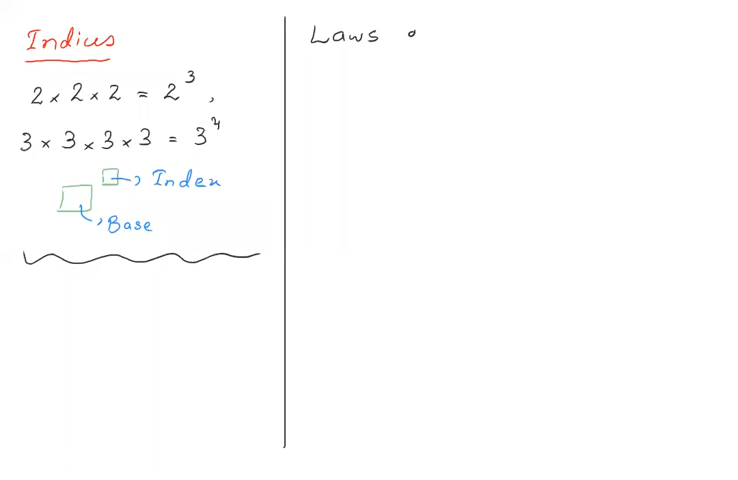 Indices
2 × 2 × 2 = 2³ ,
3 × 3 × 3 × 3 = 3⁴
Index
Base
Laws o